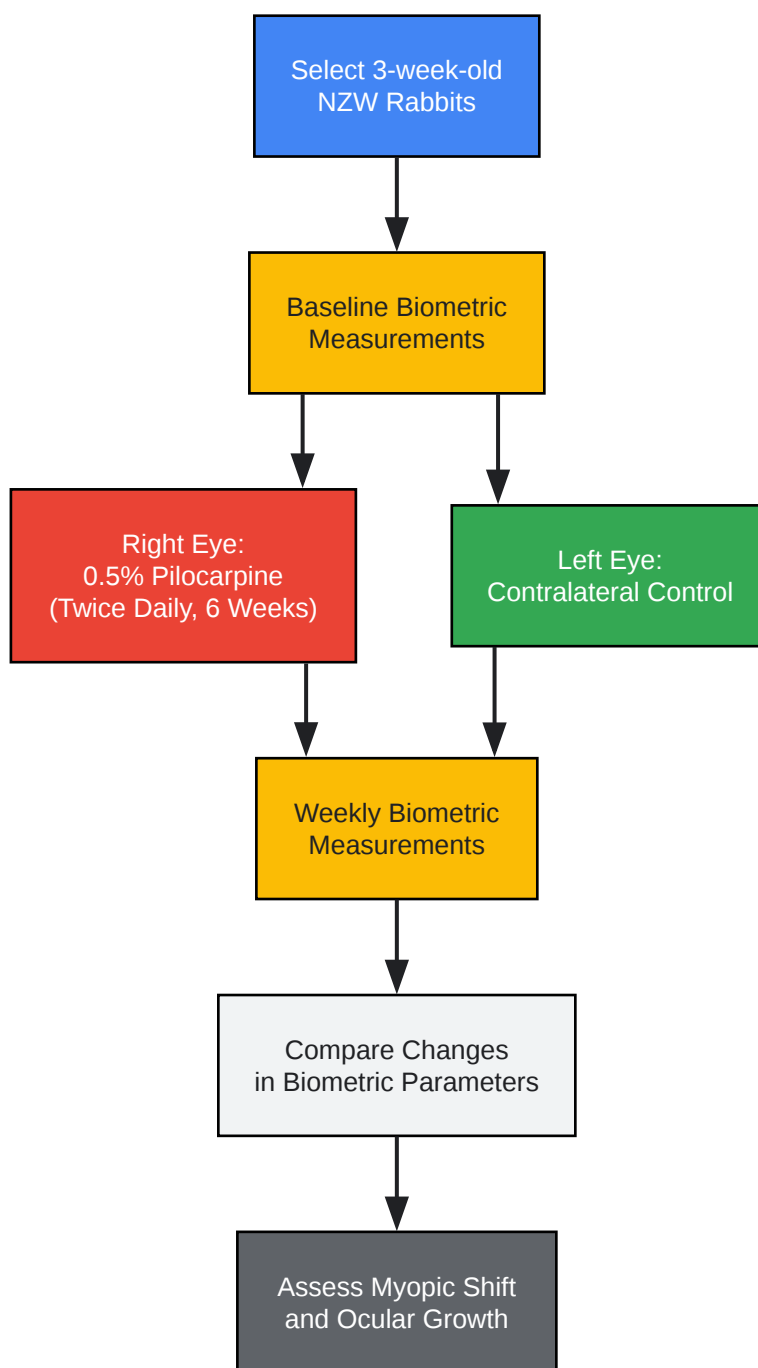 Select 3-week-old
NZW Rabbits
Baseline Biometric
Measurements
Right Eye:
0.5% Pilocarpine
(Twice Daily, 6 Weeks)
Left Eye:
Contralateral Control
Weekly Biometric
Measurements
Compare Changes
in Biometric Parameters
Assess Myopic Shift
and Ocular Growth